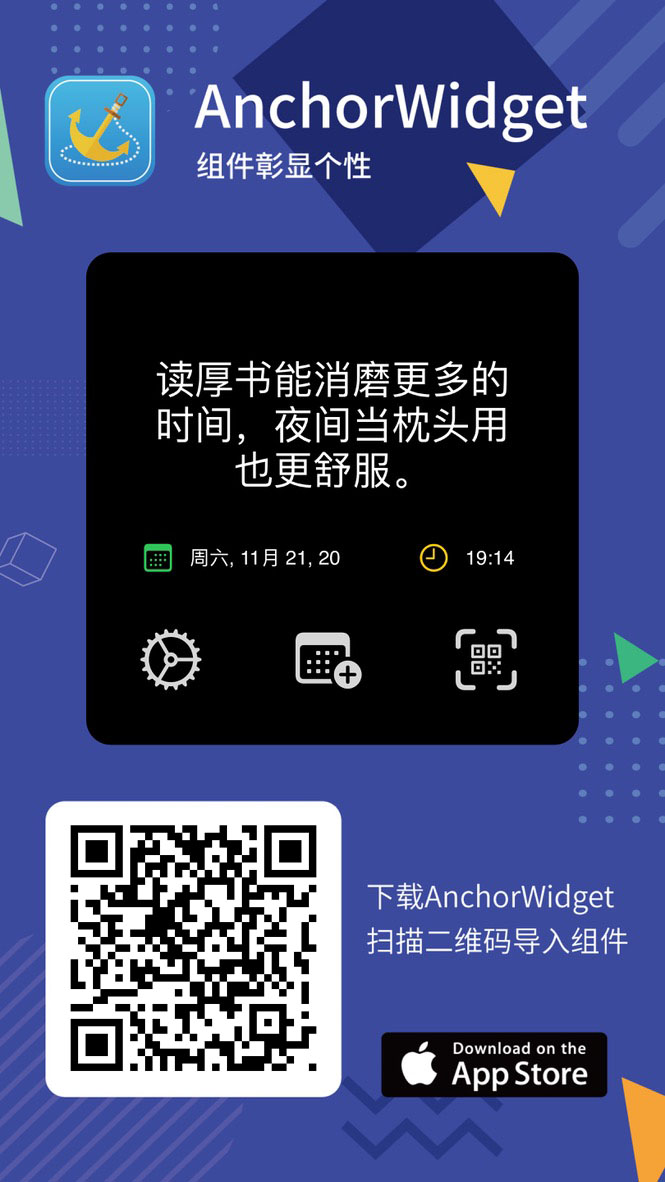 AnchorWidget
组件彰显个性
读厚书能消磨更多的
时间，夜间当枕头用
也更舒服。
周六, 11月 21, 20
19:14
下载AnchorWidget
扫描二维码导入组件
Download on the
App Store